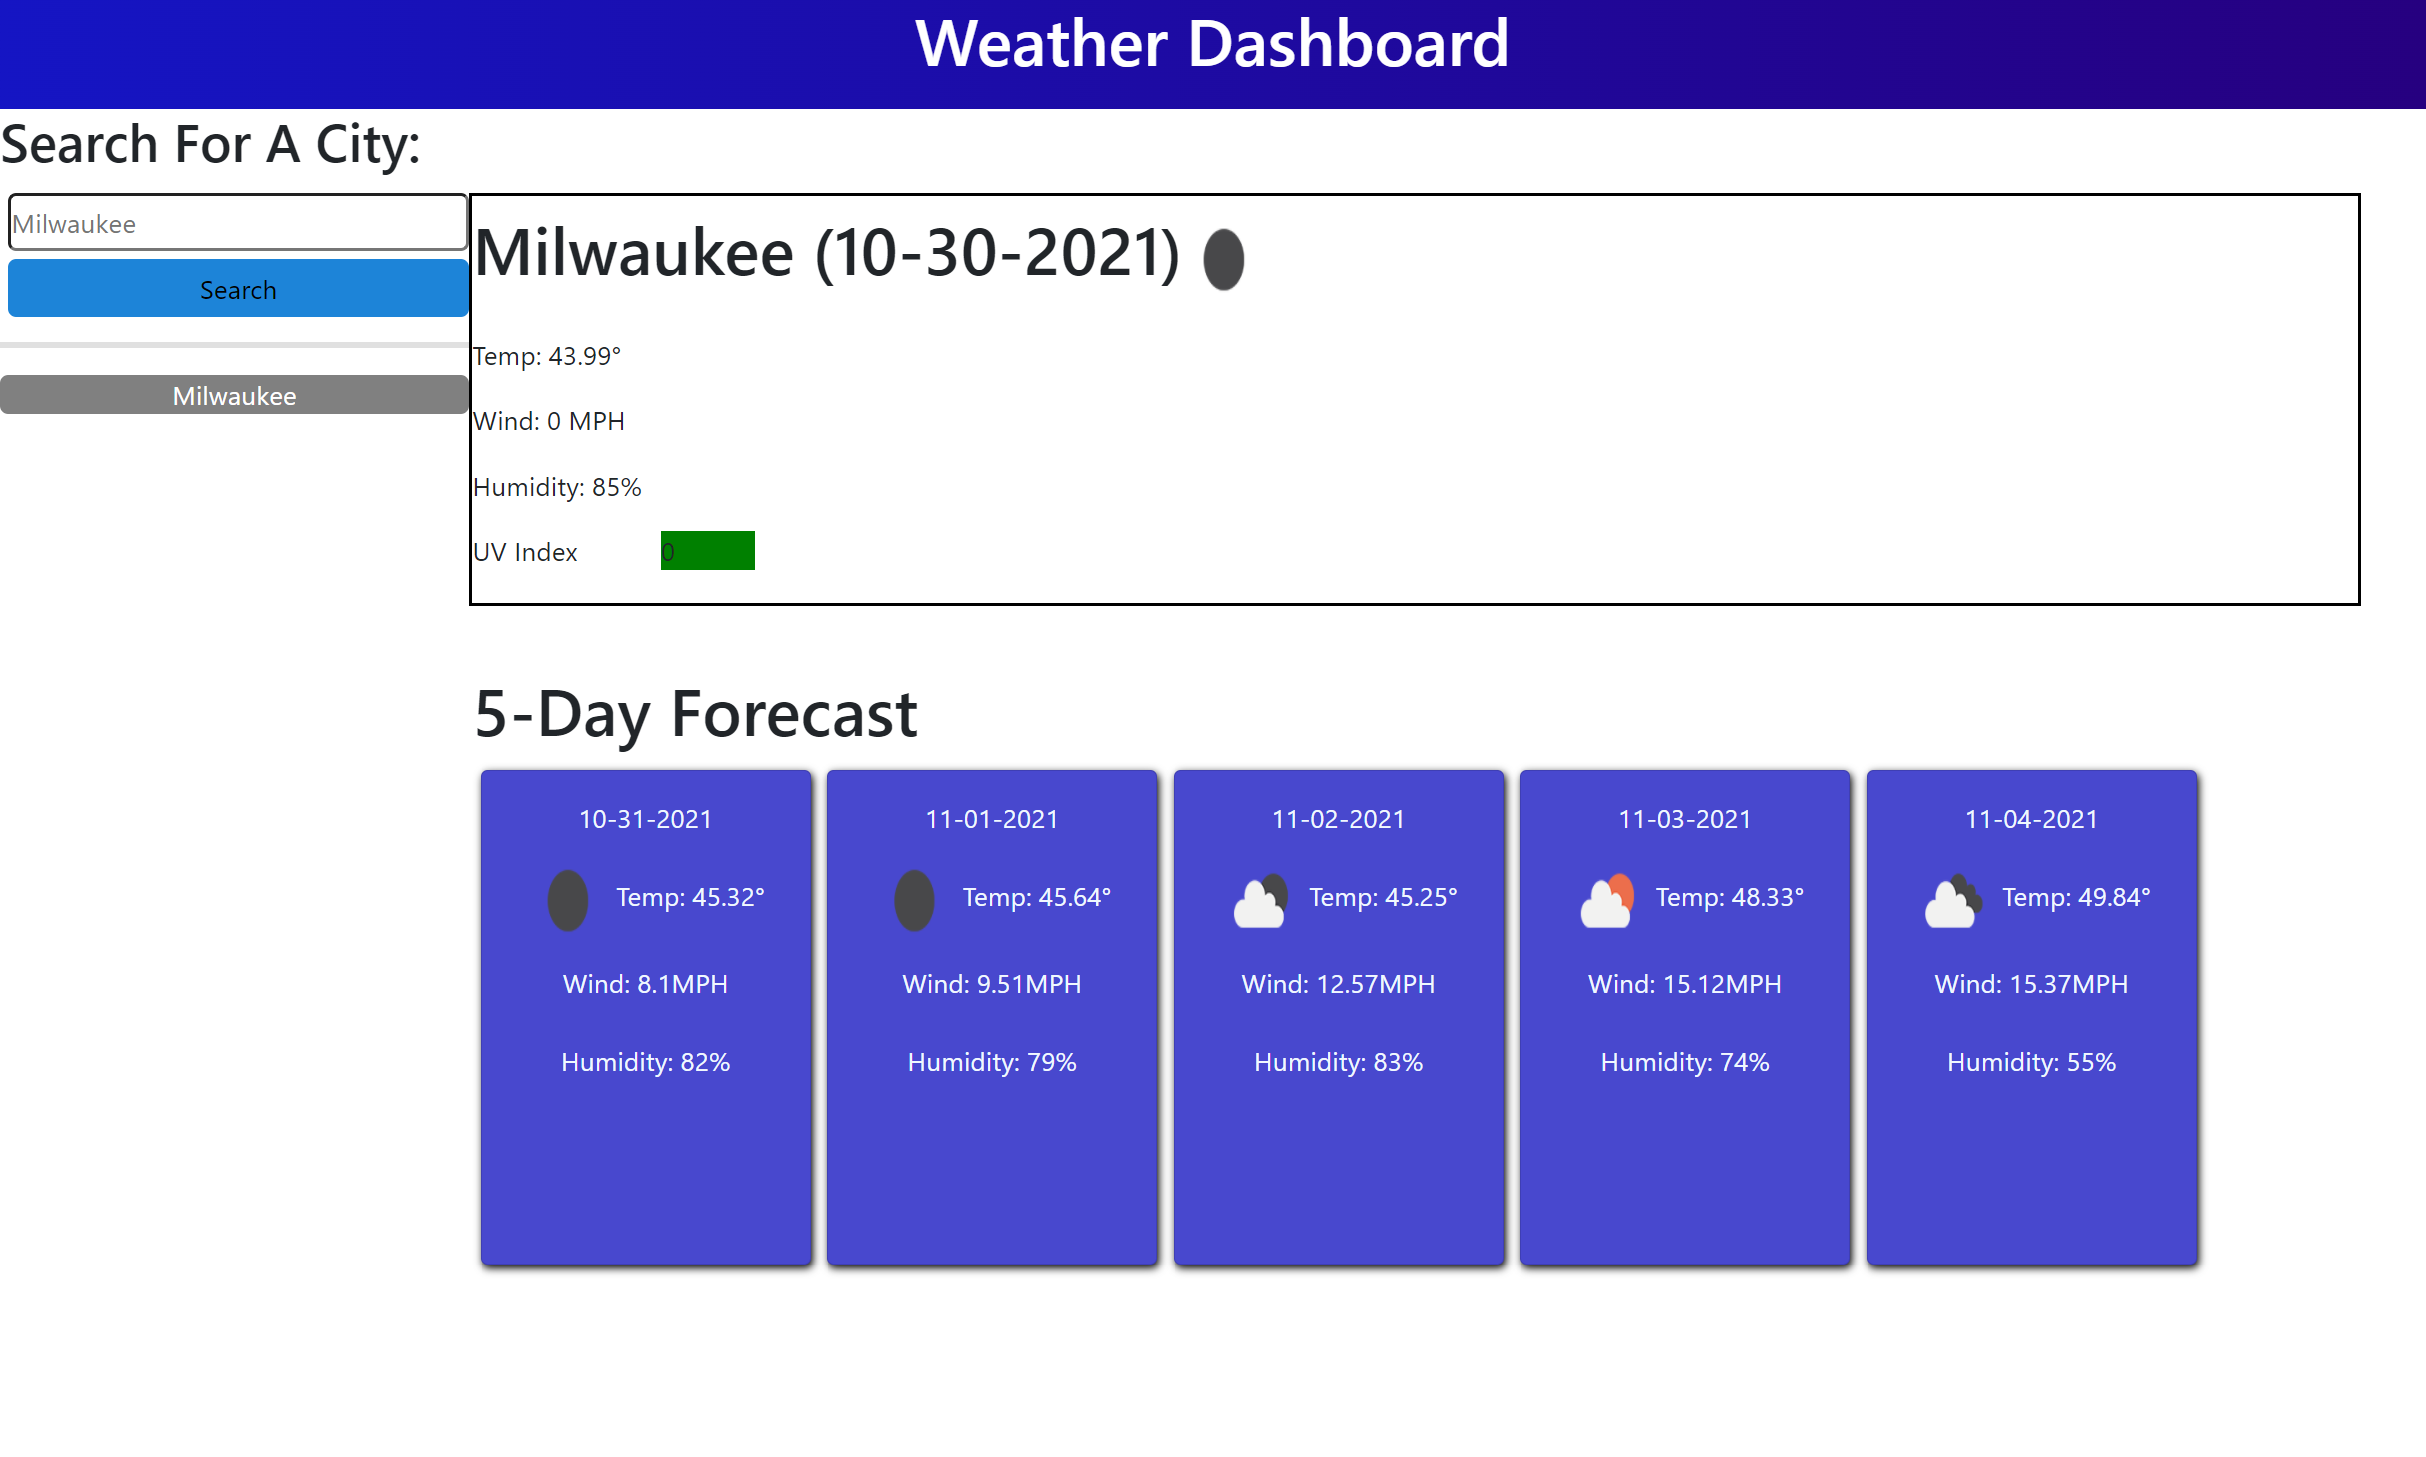 Weather Dashboard
Search For A City:
Milwaukee
Search
Milwaukee
Milwaukee (10-30-2021)
Temp: 43.99°
Wind: 0 MPH
Humidity: 85%
UV Index 0
5-Day Forecast
10-31-2021
Temp: 45.32°
Wind: 8.1MPH
Humidity: 82%
11-01-2021
Temp: 45.64°
Wind: 9.51MPH
Humidity: 79%
11-02-2021
Temp: 45.25°
Wind: 12.57MPH
Humidity: 83%
11-03-2021
Temp: 48.33°
Wind: 15.12MPH
Humidity: 74%
11-04-2021
Temp: 49.84°
Wind: 15.37MPH
Humidity: 55%